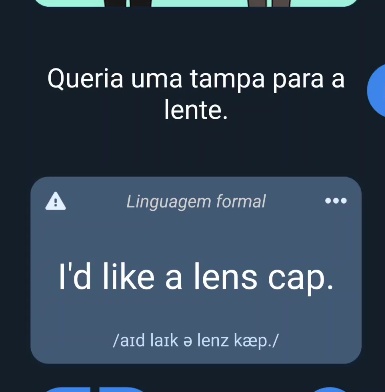 Queria uma tampa para a
lente.
Linguagem formal
I'd like a lens cap.
/aɪd laɪk ə lenz kæp./